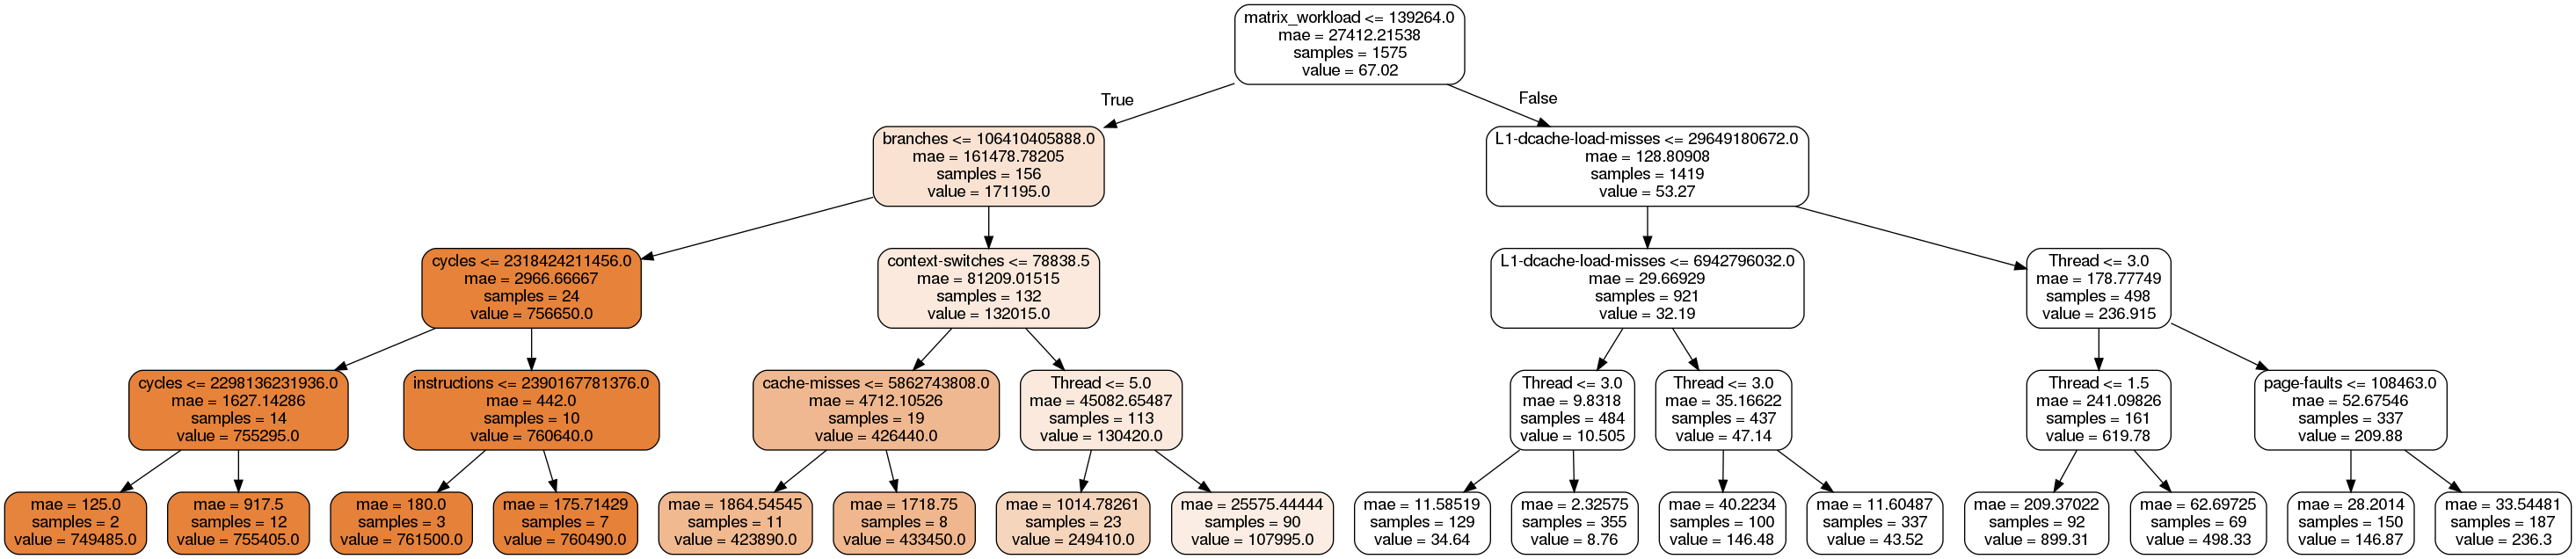 matrix_workload <= 139264.0
mae = 27412.21538
samples = 1575
value = 67.02
True
False
branches <= 106410405888.0
mae = 161478.78205
samples = 156
value = 171195.0
L1-dcache-load-misses <= 29649180672.0
mae = 128.80908
samples = 1419
value = 53.27
cycles <= 2318424211456.0
mae = 2966.66667
samples = 24
value = 756650.0
context-switches <= 78838.5
mae = 81209.01515
samples = 132
value = 132015.0
L1-dcache-load-misses <= 6942796032.0
mae = 29.66929
samples = 921
value = 32.19
Thread <= 3.0
mae = 178.77749
samples = 498
value = 236.915
cycles <= 2298136231936.0
mae = 1627.14286
samples = 14
value = 755295.0
instructions <= 2390167781376.0
mae = 442.0
samples = 10
value = 760640.0
cache-misses <= 5862743808.0
mae = 4712.10526
samples = 19
value = 426440.0
Thread <= 5.0
mae = 45082.65487
samples = 113
value = 130420.0
Thread <= 3.0
mae = 9.8318
samples = 484
value = 10.505
Thread <= 3.0
mae = 35.16622
samples = 437
value = 47.14
Thread <= 1.5
mae = 241.09826
samples = 161
value = 619.78
page-faults <= 108463.0
mae = 52.67546
samples = 337
value = 209.88
mae = 125.0
samples = 2
value = 749485.0
mae = 917.5
samples = 12
value = 755405.0
mae = 180.0
samples = 3
value = 761500.0
mae = 175.71429
samples = 7
value = 760490.0
mae = 1864.54545
samples = 11
value = 423890.0
mae = 1718.75
samples = 8
value = 433450.0
mae = 1014.78261
samples = 23
value = 249410.0
mae = 25575.44444
samples = 90
value = 107995.0
mae = 11.58519
samples = 129
value = 34.64
mae = 2.32575
samples = 355
value = 8.76
mae = 40.2234
samples = 100
value = 146.48
mae = 11.60487
samples = 337
value = 43.52
mae = 209.37022
samples = 92
value = 899.31
mae = 62.69725
samples = 69
value = 498.33
mae = 28.2014
samples = 150
value = 146.87
mae = 33.54481
samples = 187
value = 236.3